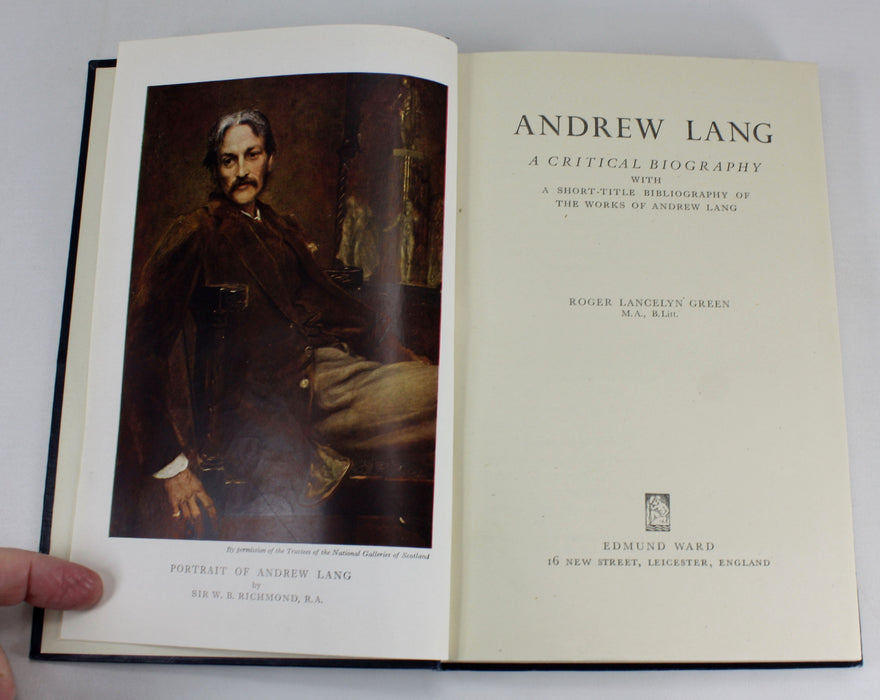 By permission of the Trustees of the National Galleries of Scotland
PORTRAIT OF ANDREW LANG
by
SIR W. B. RICHMOND, R.A.
ANDREW LANG
A CRITICAL BIOGRAPHY
WITH
A SHORT-TITLE BIBLIOGRAPHY OF
THE WORKS OF ANDREW LANG
ROGER LANCELYN GREEN
M.A., B.Litt.
EDMUND WARD
16 NEW STREET, LEICESTER, ENGLAND